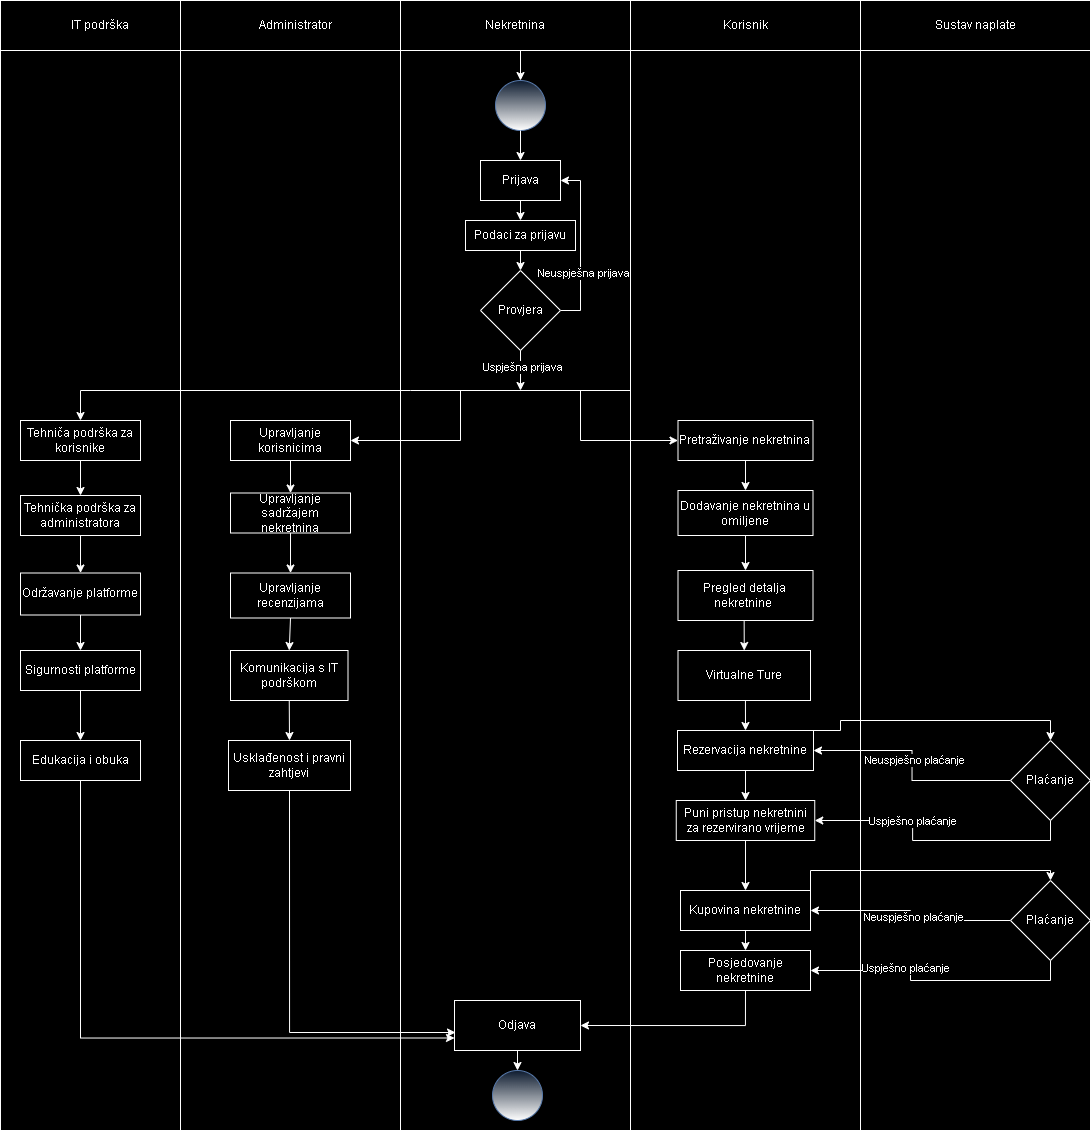 IT podrška
Administrator
Nekretnina
Korisnik
Sustav naplate
Prijava
Podaci za prijavu
Neuspješna prijava
Provjera
Uspješna prijava
Tehniča podrška za
korisnike
Tehnička podrška za
administratora
Održavanje platforme
Sigurnosti platforme
Edukacija i obuka
Upravljanje
korisnicima
Upravljanje
sadržajem
nekretnina
Upravljanje
recenzijama
Komunikacija s IT
podrškom
Usklađenost i pravni
zahtjevi
Pretraživanje nekretnina
Dodavanje nekretnina u
omiljene
Pregled detalja
nekretnine
Virtualne Ture
Rezervacija nekretnine
Neuspješno plaćanje
Plaćanje
Puni pristup nekretnini
za rezervirano vrijeme
Uspješno plaćanje
Kupovina nekretnine
Neuspješno plaćanje
Plaćanje
Posjedovanje
nekretnine
Uspješno plaćanje
Odjava